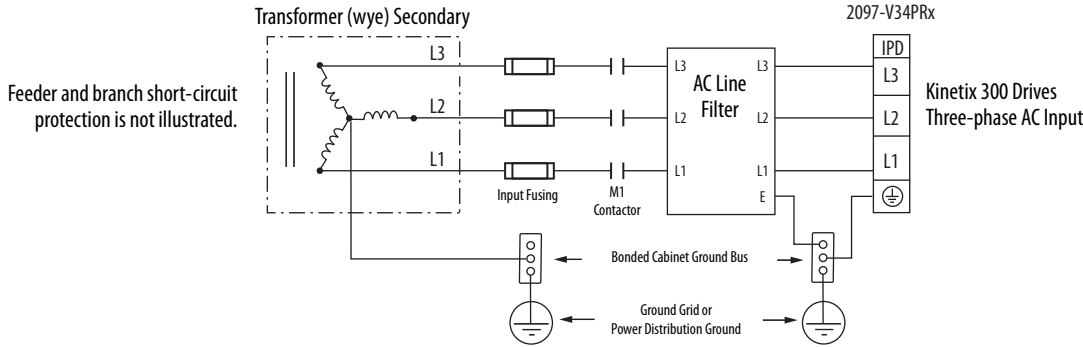 Transformer (wye) Secondary
2097-V34PRx
IPD
L3
L3
L3
AC Line
Filter
L3
Feeder and branch short-circuit
protection is not illustrated.
Kinetix 300 Drives
Three-phase AC Input
L2
L2
L2
L2
L1
L1
L1
L1
E
Input Fusing
M1
Contactor
Bonded Cabinet Ground Bus
Ground Grid or
Power Distribution Ground